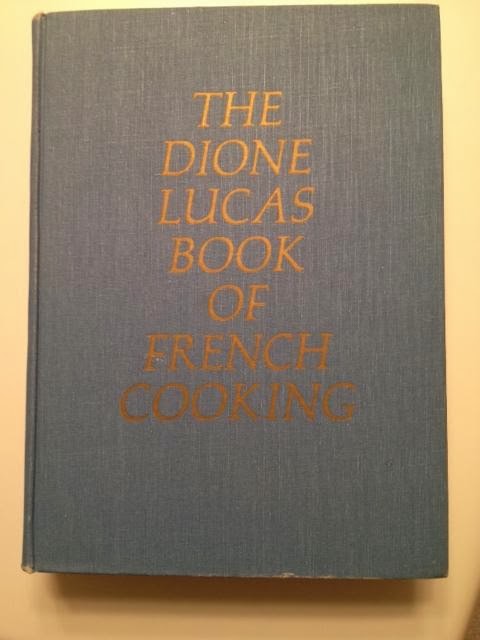 THE
DIONE
LUCAS
BOOK
OF
FRENCH
COOKING